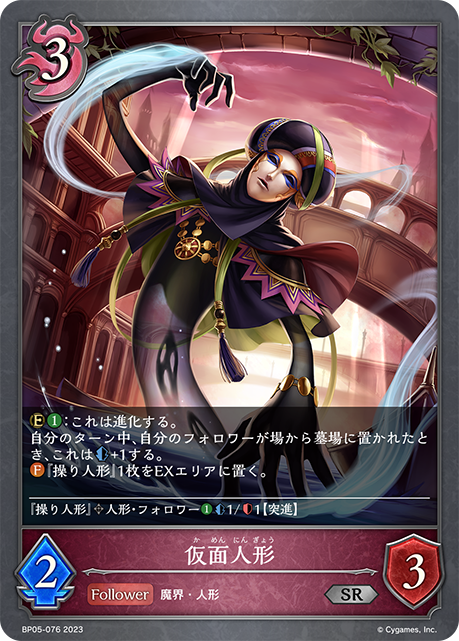 3
E 1:これは進化する。
自分のターン中、自分のフォロワーが場から墓場に置かれたと
き、これは+1する。
F『操り人形』1枚をEXエリアに置く。
『操り人形』人形・フォロワー 1 1/ 1【突進】
かめんにんぎょう
仮面人形
2
Follower 魔界・人形
SR
3
BP05-076 2023
© Cygames, Inc.